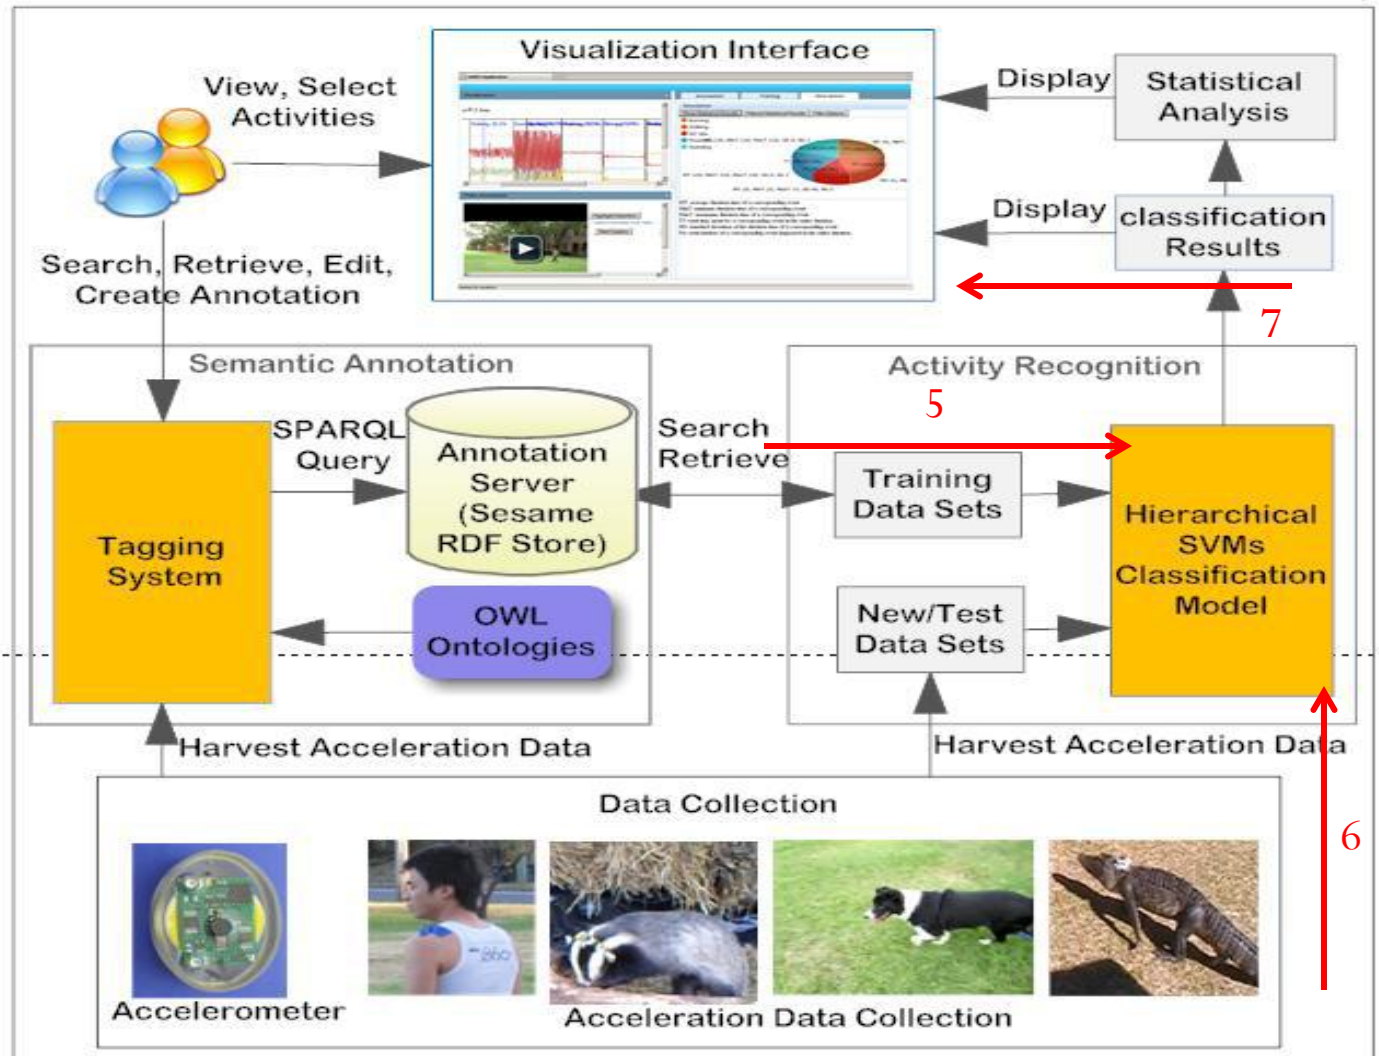 Visualization Interface
View, Select
Activities
Display
Statistical
Analysis
Display
classification
Results
Search, Retrieve, Edit,
Create Annotation
7
Semantic Annotation
Activity Recognition
5
SPARQL
Query
Annotation
Server
(Sesame
RDF Store)
Search
Retrieve
Training
Data Sets
Tagging
System
Hierarchical
SVMs
Classification
Model
OWL
Ontologies
New/Test
Data Sets
Harvest Acceleration Data
Harvest Acceleration Data
Data Collection
6
Accelerometer
Acceleration Data Collection